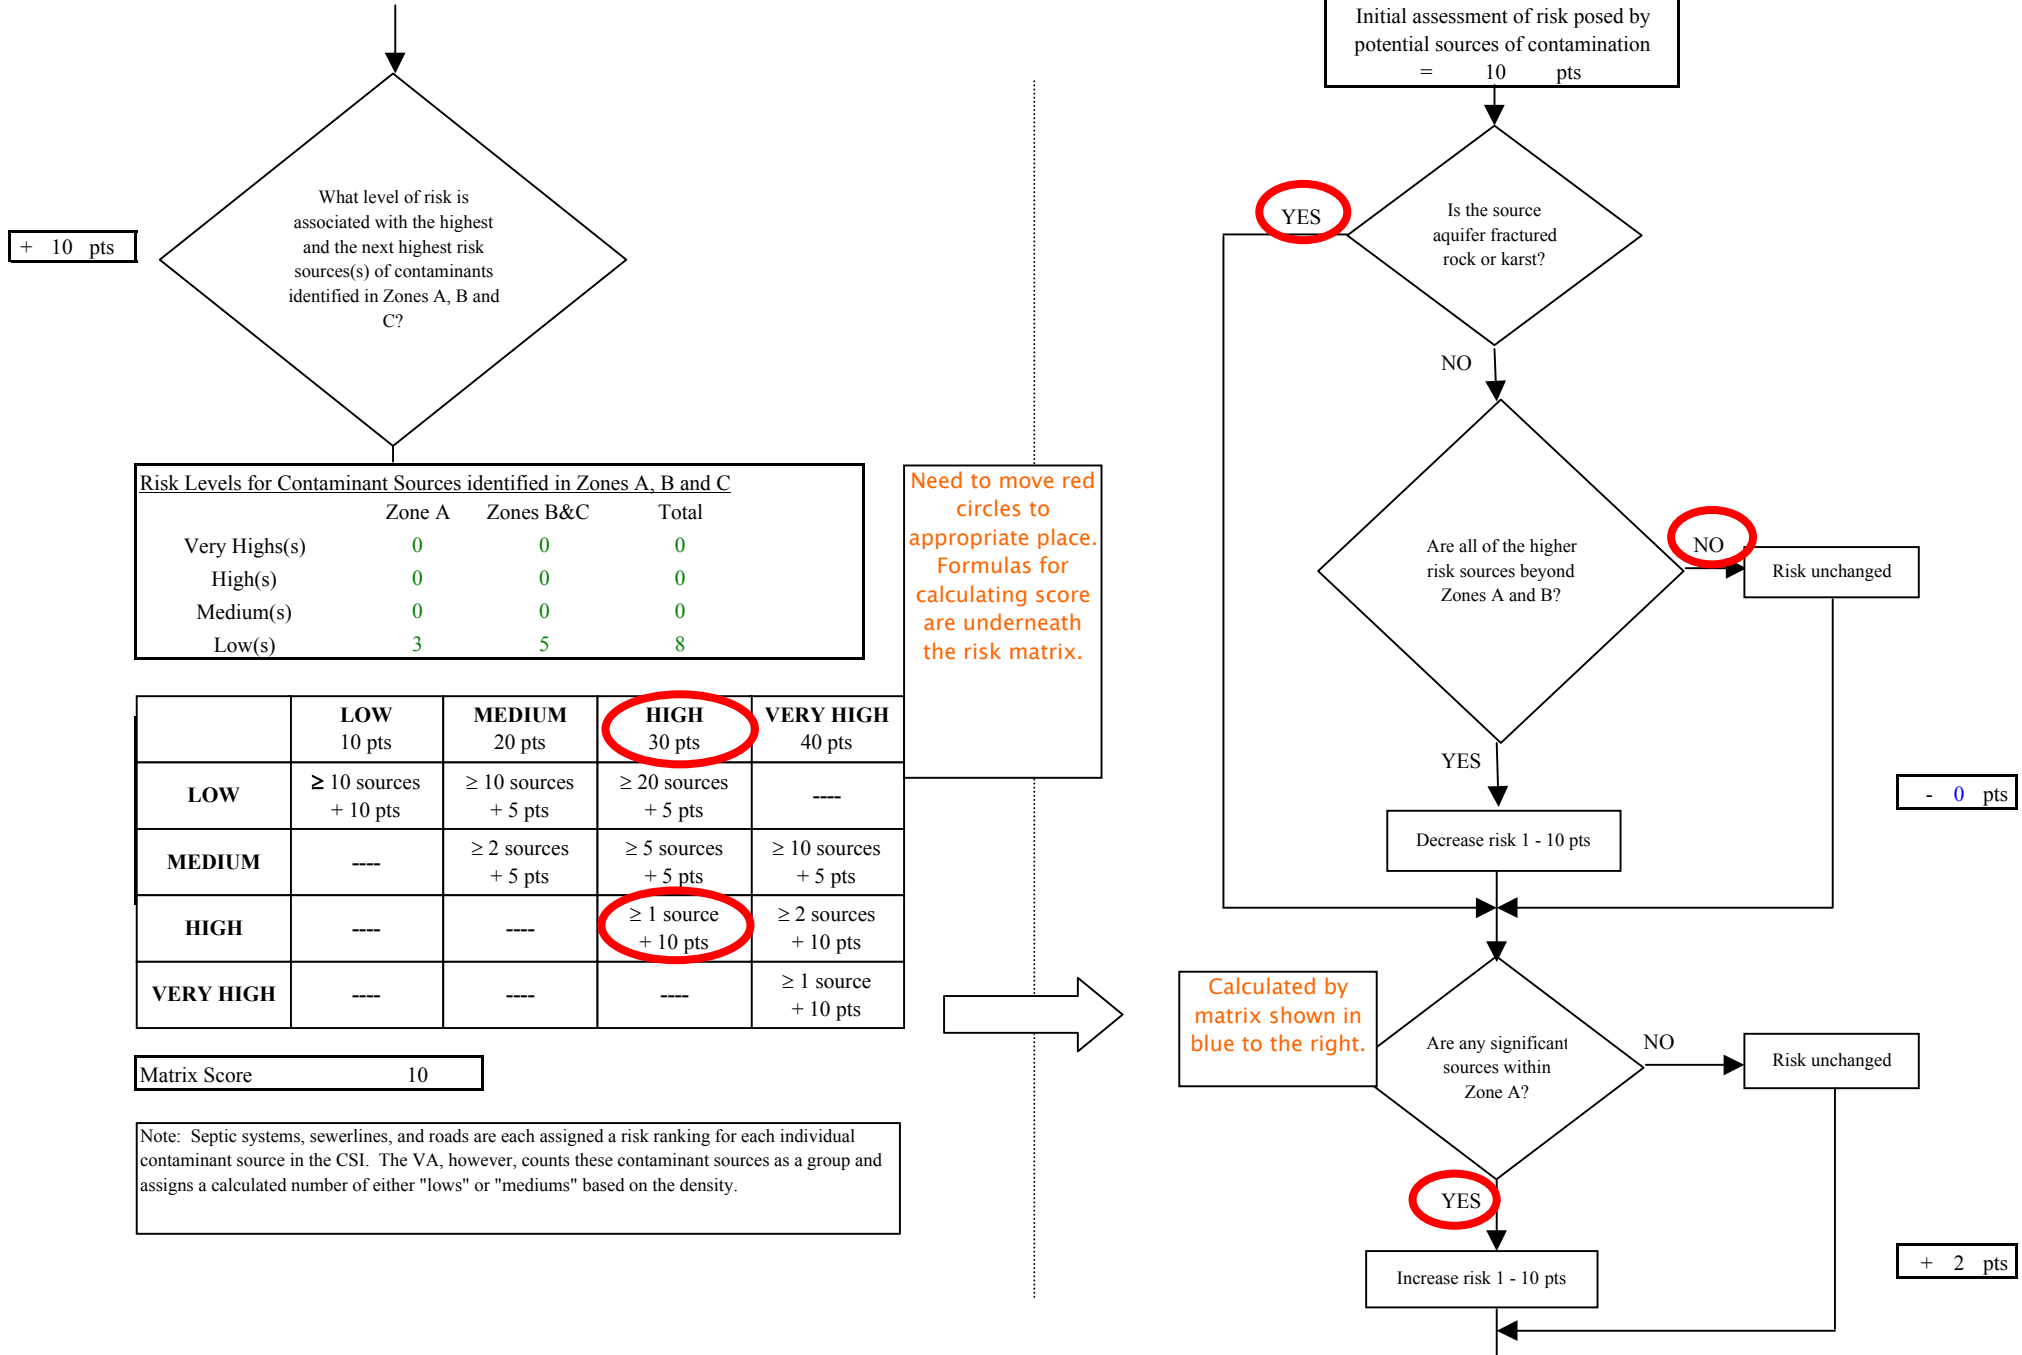 + 10 pts
What level of risk is
associated with the highest
and the next highest risk
sources(s) of contaminants
identified in Zones A, B and
C?
Risk Levels for Contaminant Sources identified in Zones A, B and C
Zone A Zones B&C Total
Very Highs(s) 0 0 0
High(s) 0 0 0
Medium(s) 0 0 0
Low(s) 3 5 8
Need to move red
circles to
appropriate place.
Formulas for
calculating score
are underneath
the risk matrix.
LOW MEDIUM HIGH VERY HIGH
10 pts 20 pts 30 pts 40 pts
LOW ≥ 10 sources ≥ 10 sources ≥ 20 sources ----
+ 10 pts + 5 pts + 5 pts
MEDIUM ---- ≥ 2 sources ≥ 5 sources ≥ 10 sources
+ 5 pts + 5 pts + 5 pts
HIGH ---- ---- ≥ 1 source ≥ 2 sources
+ 10 pts + 10 pts
VERY HIGH ---- ---- ---- ≥ 1 source
+ 10 pts
Matrix Score 10
Note: Septic systems, sewerlines, and roads are each assigned a risk ranking for each individual
contaminant source in the CSI. The VA, however, counts these contaminant sources as a group and
assigns a calculated number of either "lows" or "mediums" based on the density.
Initial assessment of risk posed by
potential sources of contamination
= 10 pts
YES
Is the source
aquifer fractured
rock or karst?
NO
Are all of the higher
risk sources beyond
Zones A and B?
NO
Risk unchanged
YES
- 0 pts
Decrease risk 1 - 10 pts
Calculated by
matrix shown in
blue to the right.
Are any significant
sources within
Zone A?
NO
Risk unchanged
YES
+ 2 pts
Increase risk 1 - 10 pts